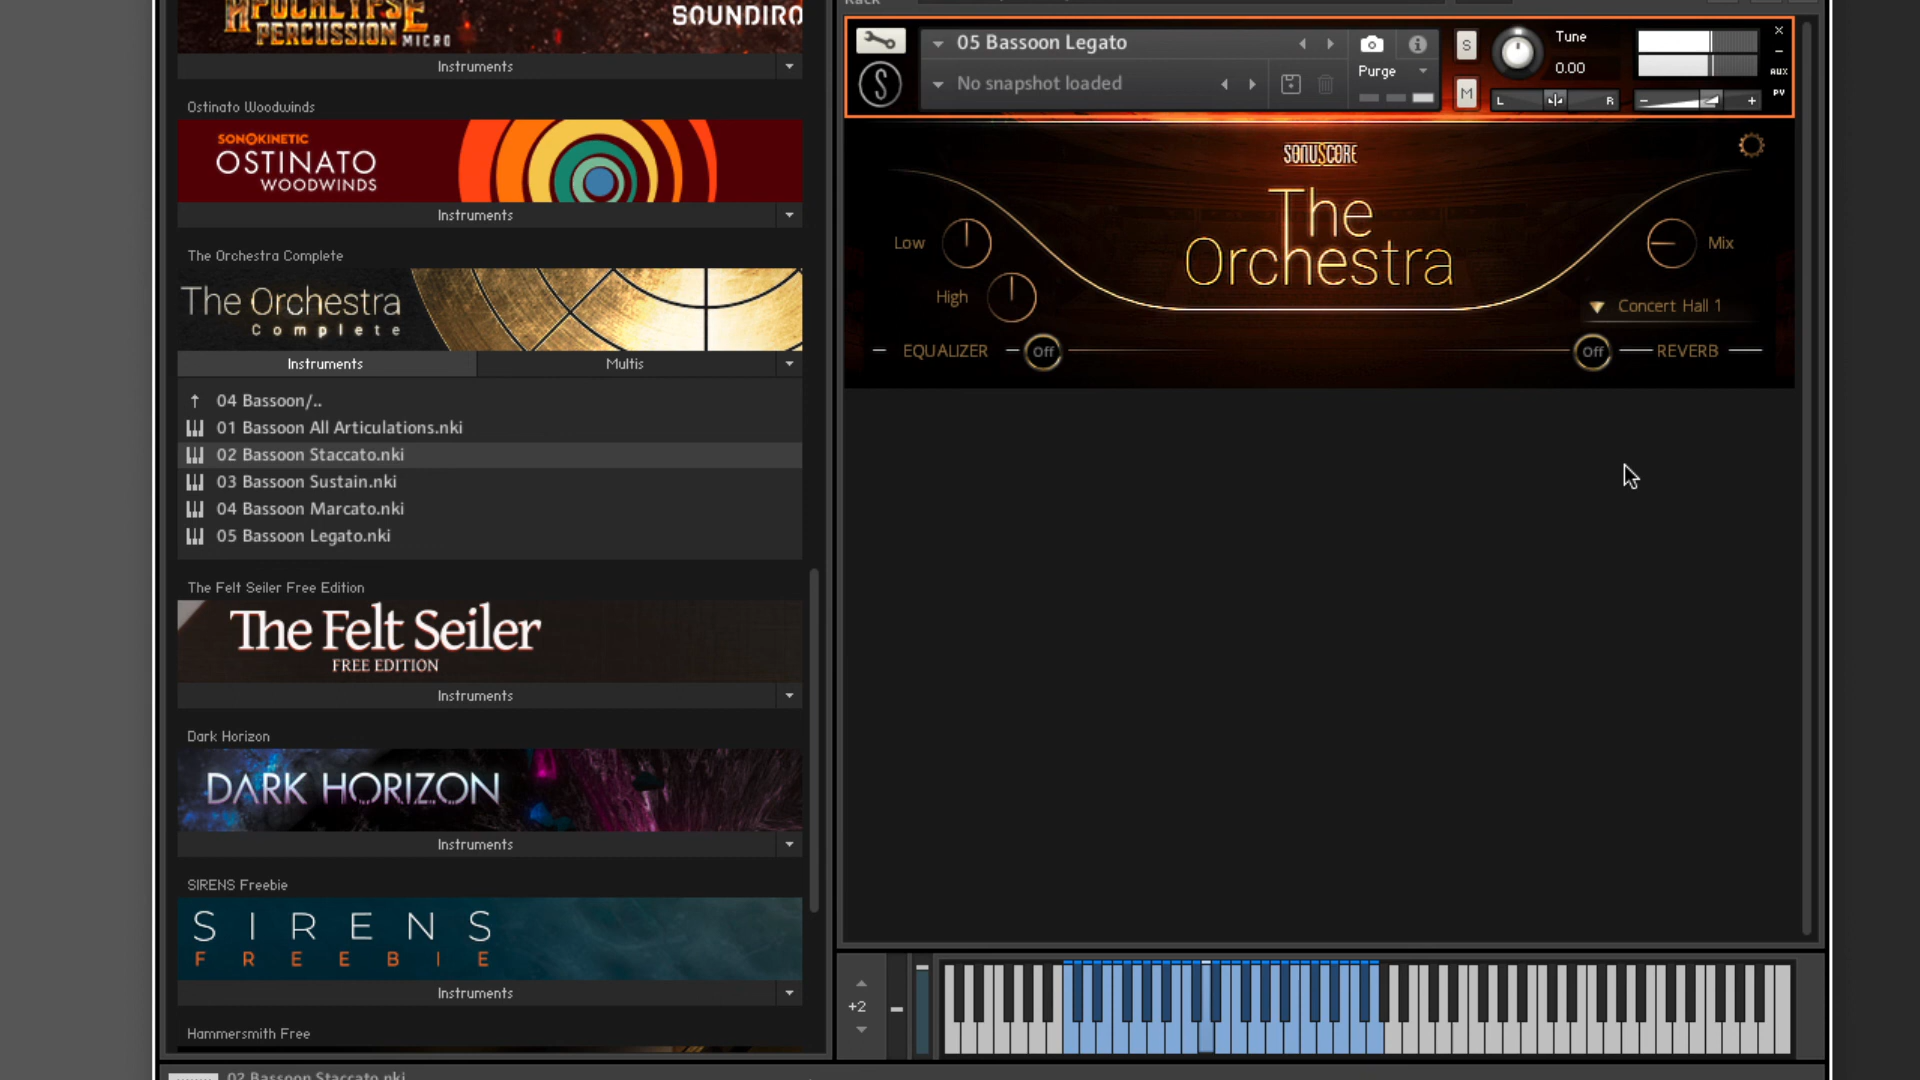 APOCALYPSE
PERCUSSION MICRO
SOUNDIRO
Instruments
Ostinato Woodwinds
SONOKINETIC
OSTINATO
WOODWINDS
Instruments
The Orchestra Complete
The Orchestra
Complete
Instruments
Multis
04 Bassoon/..
01 Bassoon All Articulations.nki
02 Bassoon Staccato.nki
03 Bassoon Sustain.nki
04 Bassoon Marcato.nki
05 Bassoon Legato.nki
The Felt Seiler Free Edition
The Felt Seiler
FREE EDITION
Instruments
Dark Horizon
DARK HORIZON
Instruments
SIRENS Freebie
SIRENS
FREEBIE
Instruments
Hammersmith Free
02 Bassoon Staccato.nki
Rack
05 Bassoon Legato
No snapshot loaded
Purge
S
M
Tune
0.00
L
R
AUX
PV
SONUSCORE
The
Orchestra
Low
High
Mix
Concert Hall 1
EQUALIZER
Off
Off
REVERB
+2